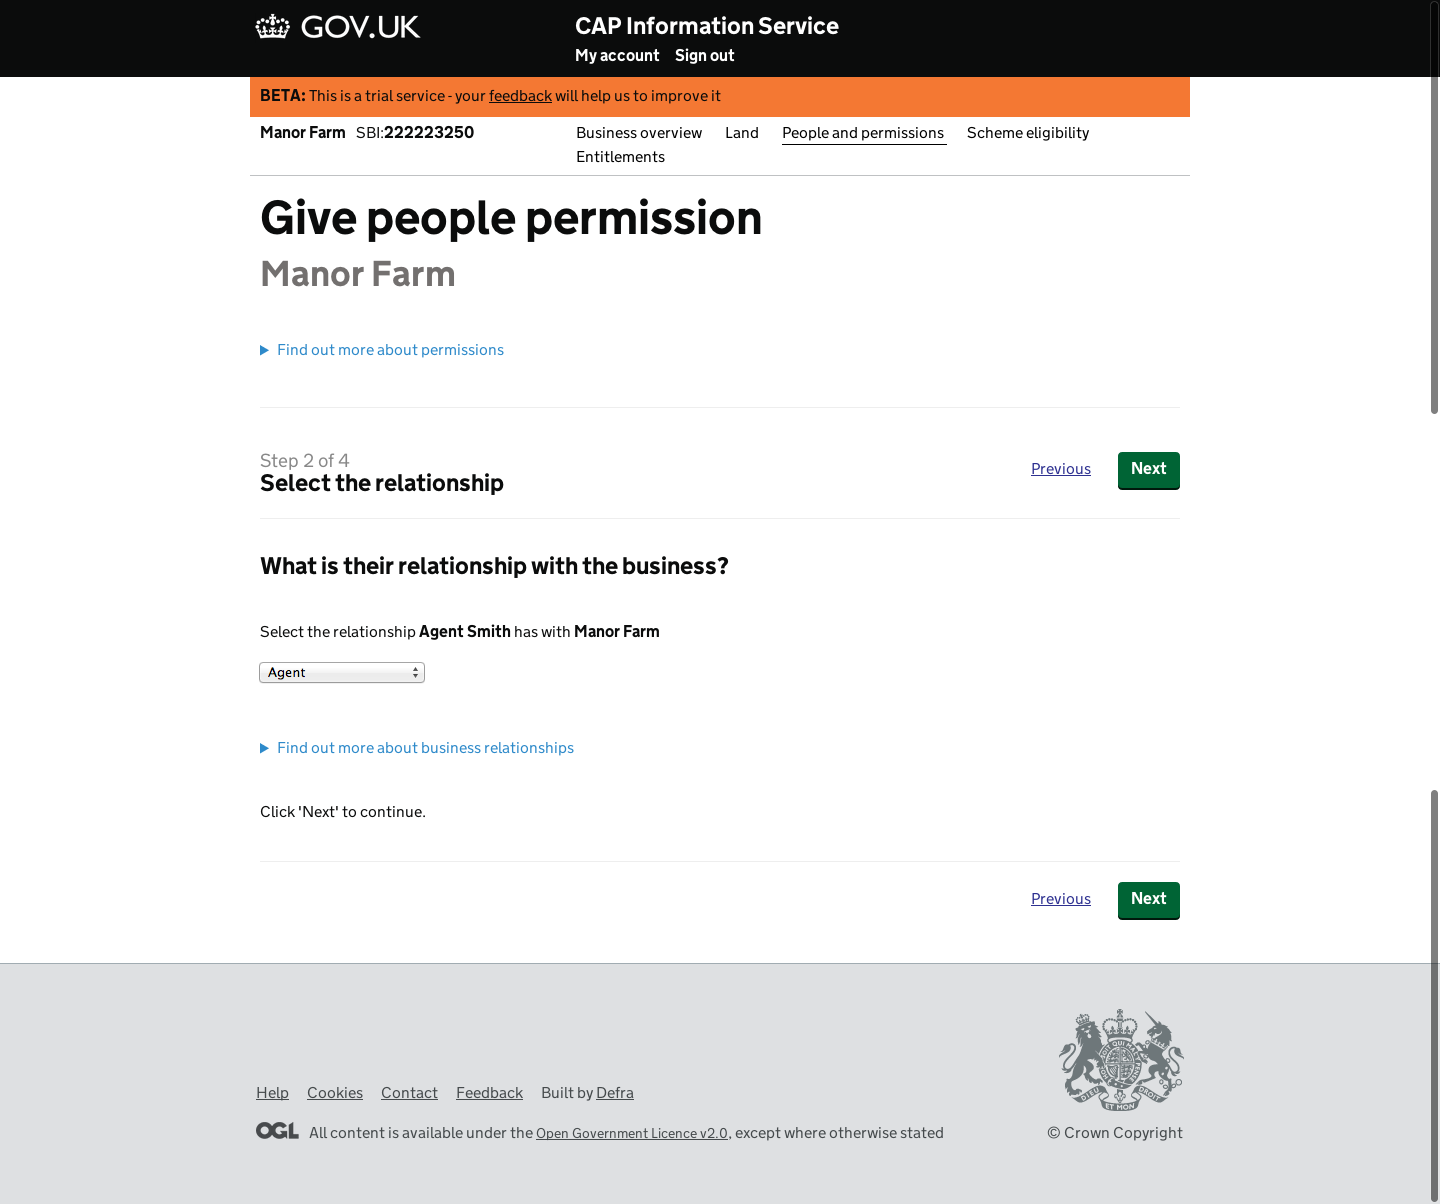 GOV.UK
CAP Information Service
My account Sign out
BETA: This is a trial service - your feedback will help us to improve it
Manor Farm SBI:222223250
Business overview Land People and permissions Scheme eligibility
Entitlements
Give people permission
Manor Farm
Find out more about permissions
Step 2 of 4
Select the relationship
Previous Next
What is their relationship with the business?
Select the relationship Agent Smith has with Manor Farm
Agent
Find out more about business relationships
Click 'Next' to continue.
Previous Next
Help Cookies Contact Feedback Built by Defra
OGL All content is available under the Open Government Licence v2.0, except where otherwise stated
DIEU ET MON DROIT
© Crown Copyright